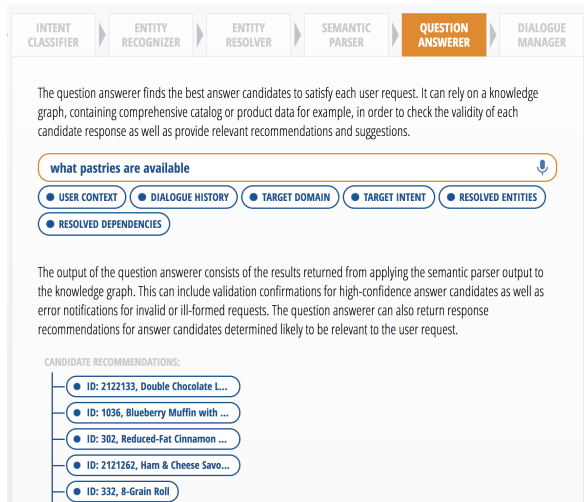 INTENT
CLASSIFIER
ENTITY
RECOGNIZER
ENTITY
RESOLVER
SEMANTIC
PARSER
QUESTION
ANSWERER
DIALOGUE
MANAGER
The question answerer finds the best answer candidates to satisfy each user request. It can rely on a knowledge
graph, containing comprehensive catalog or product data for example, in order to check the validity of each
candidate response as well as provide relevant recommendations and suggestions.
what pastries are available
USER CONTEXT
DIALOGUE HISTORY
TARGET DOMAIN
TARGET INTENT
RESOLVED ENTITIES
RESOLVED DEPENDENCIES
The output of the question answerer consists of the results returned from applying the semantic parser output to
the knowledge graph. This can include validation confirmations for high-confidence answer candidates as well as
error notifications for invalid or ill-formed requests. The question answerer can also return response
recommendations for answer candidates determined likely to be relevant to the user request.
CANDIDATE RECOMMENDATIONS:
ID: 2122133, Double Chocolate L...
ID: 1036, Blueberry Muffin with ...
ID: 302, Reduced-Fat Cinnamon ...
ID: 2121262, Ham & Cheese Savo...
ID: 332, 8-Grain Roll